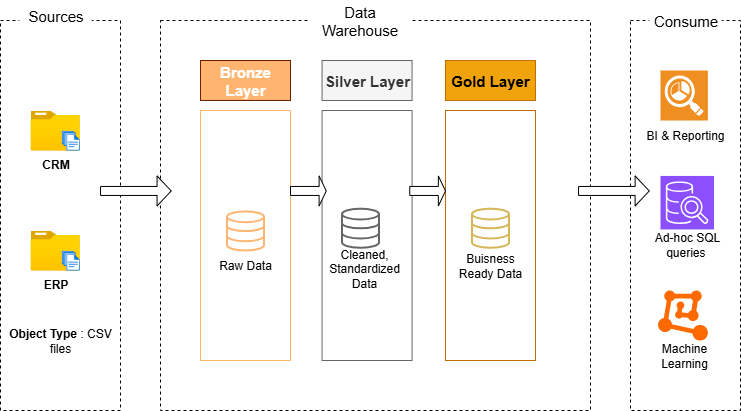 Sources
Data
Warehouse
Consume
Bronze
Layer
Silver Layer
Gold Layer
CRM
ERP
Object Type : CSV
files
Raw Data
Cleaned,
Standardized
Data
Buisness
Ready Data
BI & Reporting
Ad-hoc SQL
queries
Machine
Learning